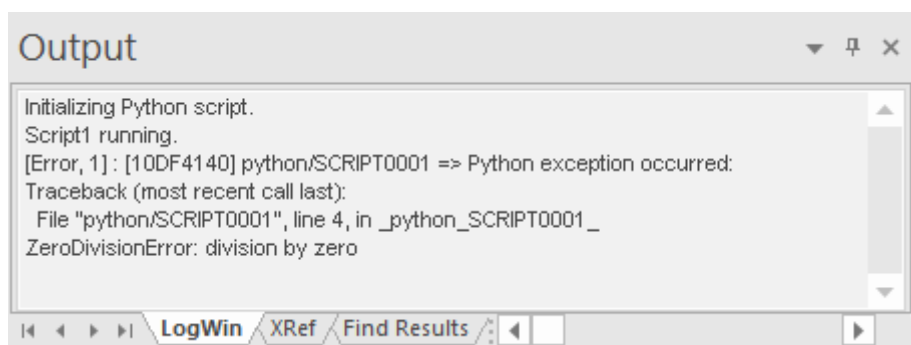 Output
Initializing Python script.
Script1 running.
[Error, 1] : [10DF4140] python/SCRIPT0001 => Python exception occurred:
Traceback (most recent call last):
  File "python/SCRIPT0001", line 4, in _python_SCRIPT0001_
ZeroDivisionError: division by zero
LogWin XRef Find Results